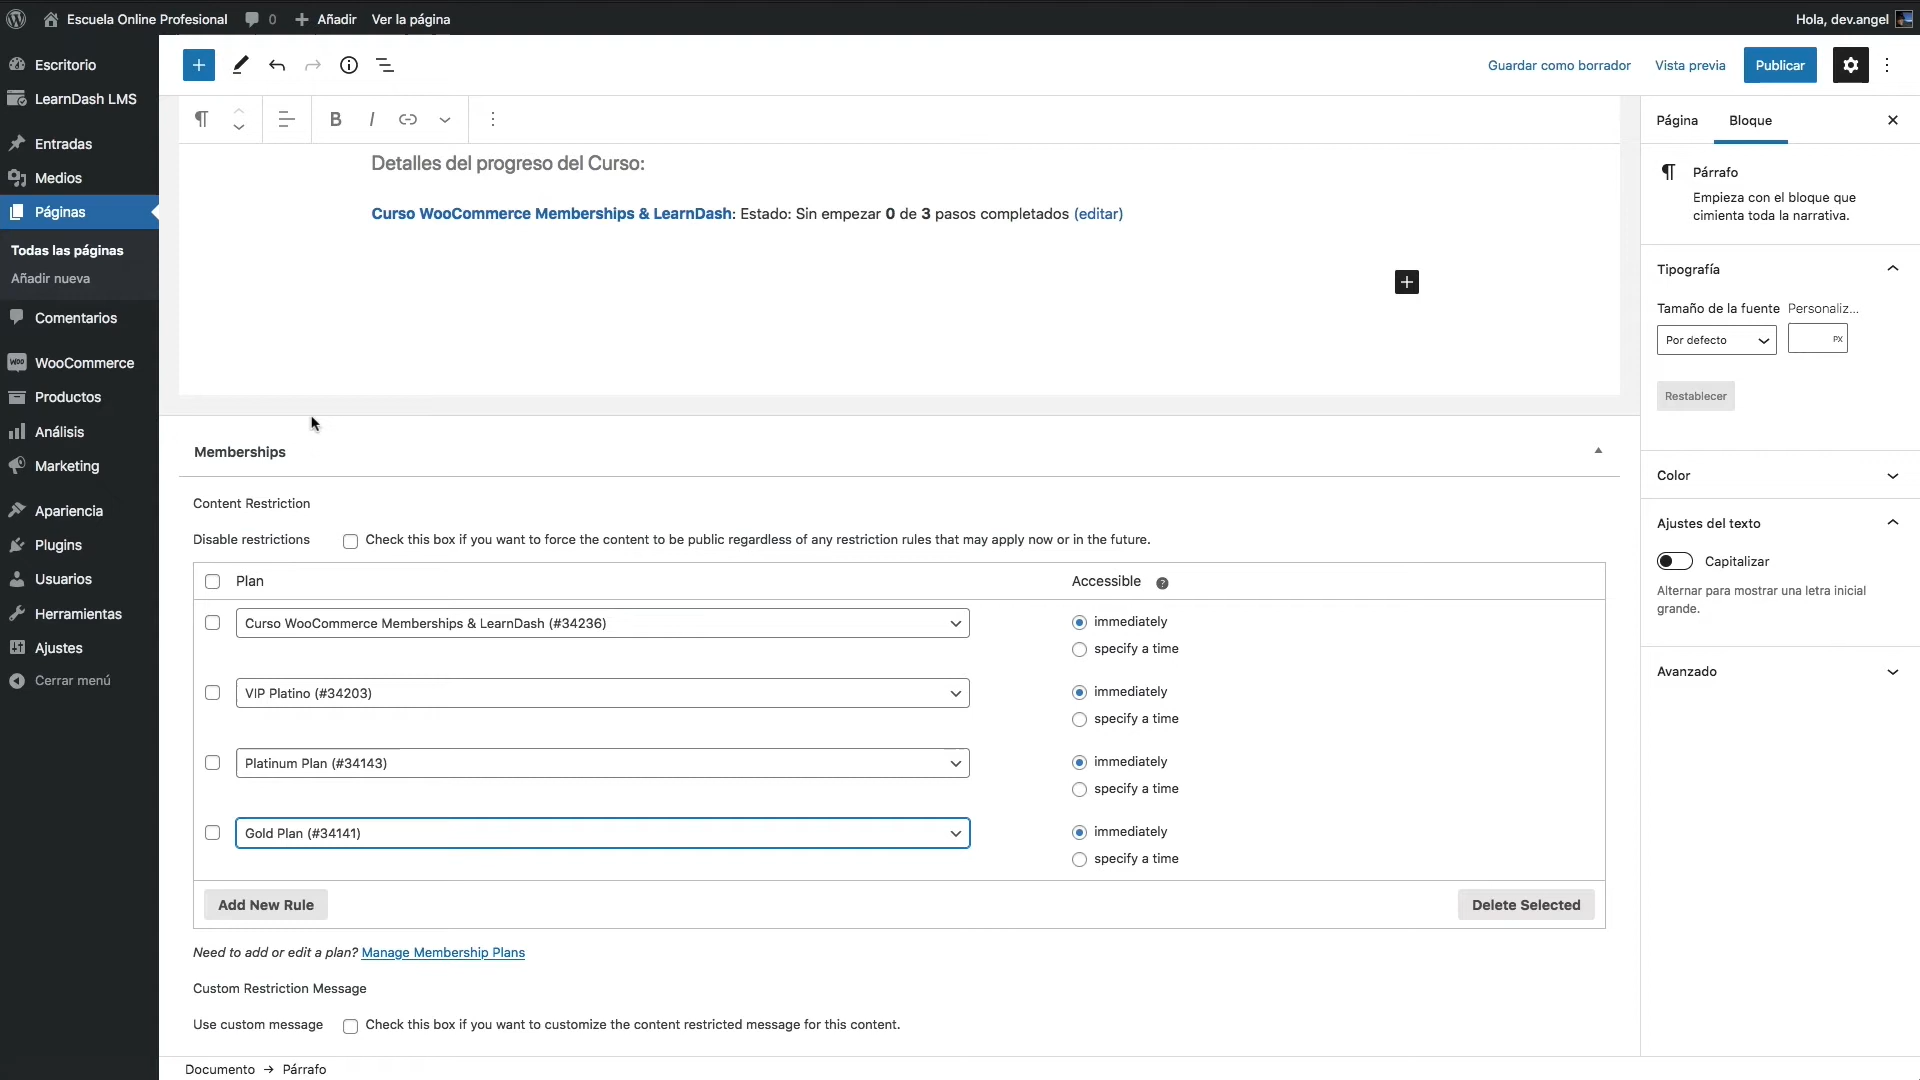 Escuela Online Profesional 0 Añadir Ver la página Hola, dev.angel
Escritorio
LearnDash LMS
Entradas
Medios
Páginas
Todas las páginas
Añadir nueva
Comentarios
WooCommerce
Productos
Análisis
Marketing
Apariencia
Plugins
Usuarios
Herramientas
Ajustes
Cerrar menú
Guardar como borrador Vista previa Publicar
B I
Detalles del progreso del Curso:
Curso WooCommerce Memberships & LearnDash: Estado: Sin empezar 0 de 3 pasos completados (editar)
Memberships
Content Restriction
Disable restrictions Check this box if you want to force the content to be public regardless of any restriction rules that may apply now or in the future.
Plan Accessible ?
Curso WooCommerce Memberships & LearnDash (#34236) immediately
specify a time
VIP Platino (#34203) immediately
specify a time
Platinum Plan (#34143) immediately
specify a time
Gold Plan (#34141) immediately
specify a time
Add New Rule Delete Selected
Need to add or edit a plan? Manage Membership Plans
Custom Restriction Message
Use custom message Check this box if you want to customize the content restricted message for this content.
Documento → Párrafo
Página Bloque
Párrafo
Empieza con el bloque que
cimienta toda la narrativa.
Tipografía
Tamaño de la fuente Personaliz...
Por defecto PX
Restablecer
Color
Ajustes del texto
Capitalizar
Alternar para mostrar una letra inicial
grande.
Avanzado